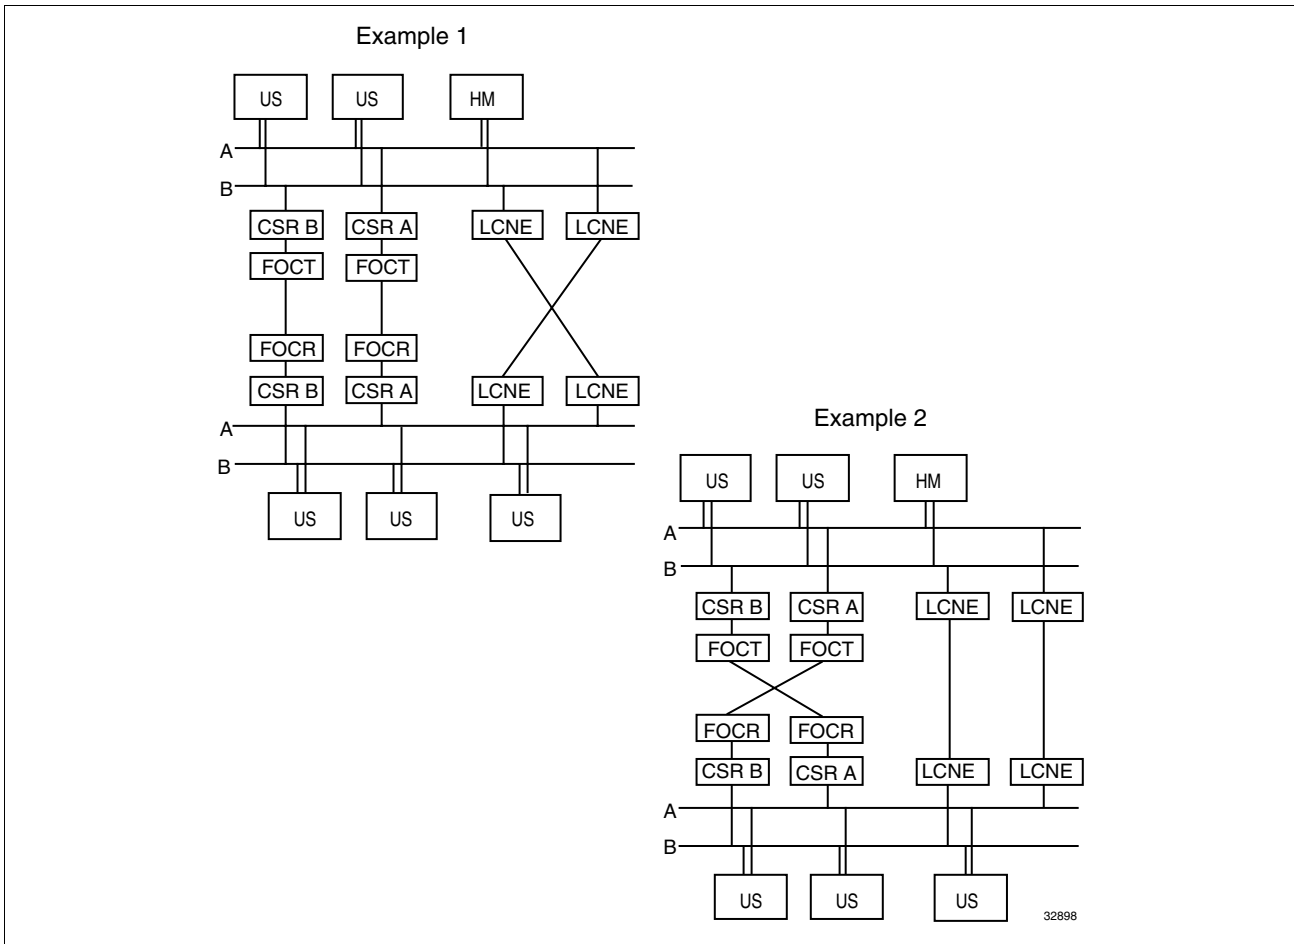 Example 1
US US HM
A
B
CSR B CSR A LCNE LCNE
FOCT FOCT
FOCR FOCR
CSR B CSR A LCNE LCNE
A
B
US US US
Example 2
US US HM
A
B
CSR B CSR A LCNE LCNE
FOCT FOCT
FOCR FOCR
CSR B CSR A LCNE LCNE
A
B
US US US
32898